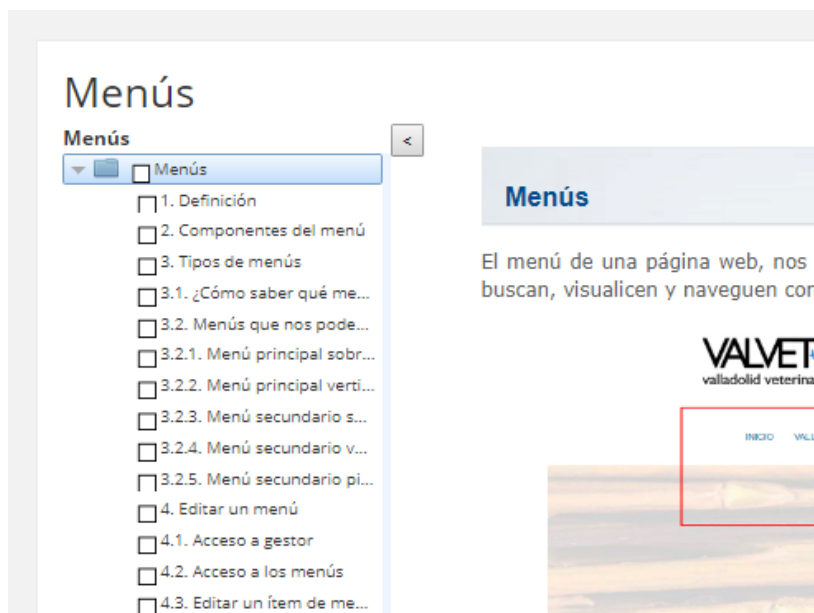 Menús
Menús
<
Menús
1. Definición
2. Componentes del menú
3. Tipos de menús
3.1. ¿Cómo saber qué me...
3.2. Menús que nos pode...
3.2.1. Menú principal sobr...
3.2.2. Menú principal verti...
3.2.3. Menú secundario s...
3.2.4. Menú secundario v...
3.2.5. Menú secundario pi...
4. Editar un menú
4.1. Acceso a gestor
4.2. Acceso a los menús
4.3. Editar un ítem de me...
Menús
El menú de una página web, nos
buscan, visualicen y naveguen con
VALVET
valladolid veterina
INICIO VALL